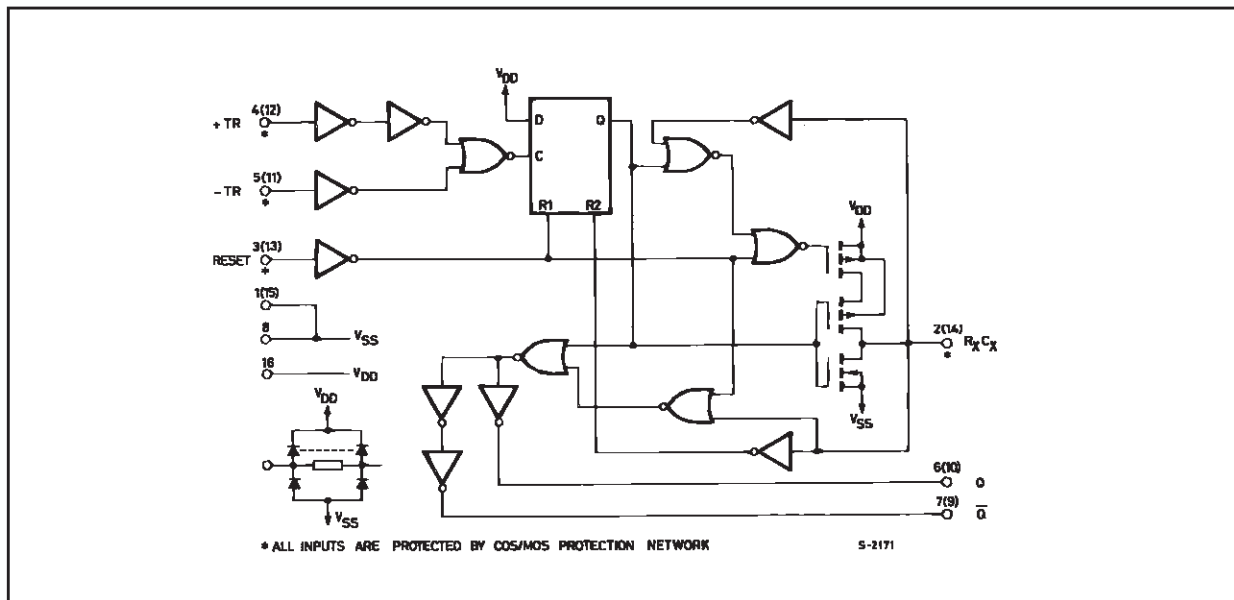 VDD
4(12)
+ TR
*
D
Q
C
5(11)
- TR
*
R1
R2
VDD
3(13)
RESET
*
1(15)
2(14)
RXCX
*
8
VSS
16
VDD
VDD
VSS
6(10)
Q
7(9)
Q̅
VSS
* ALL INPUTS ARE PROTECTED BY COS/MOS PROTECTION NETWORK
S-2171